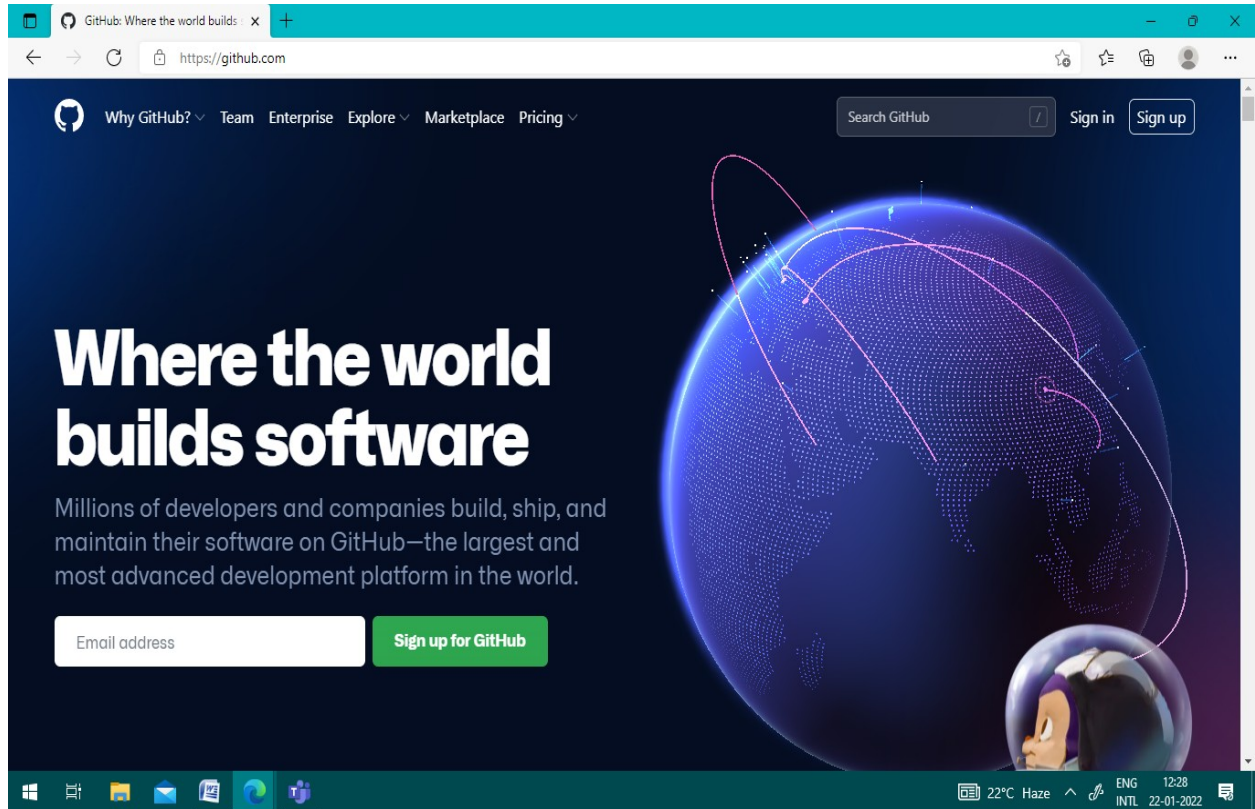 GitHub: Where the world builds s
https://github.com
Why GitHub? Team Enterprise Explore Marketplace Pricing Search GitHub / Sign in Sign up
Where the world
builds software
Millions of developers and companies build, ship, and
maintain their software on GitHub—the largest and
most advanced development platform in the world.
Email address Sign up for GitHub
22°C Haze ENG 12:28
INTL 22-01-2022